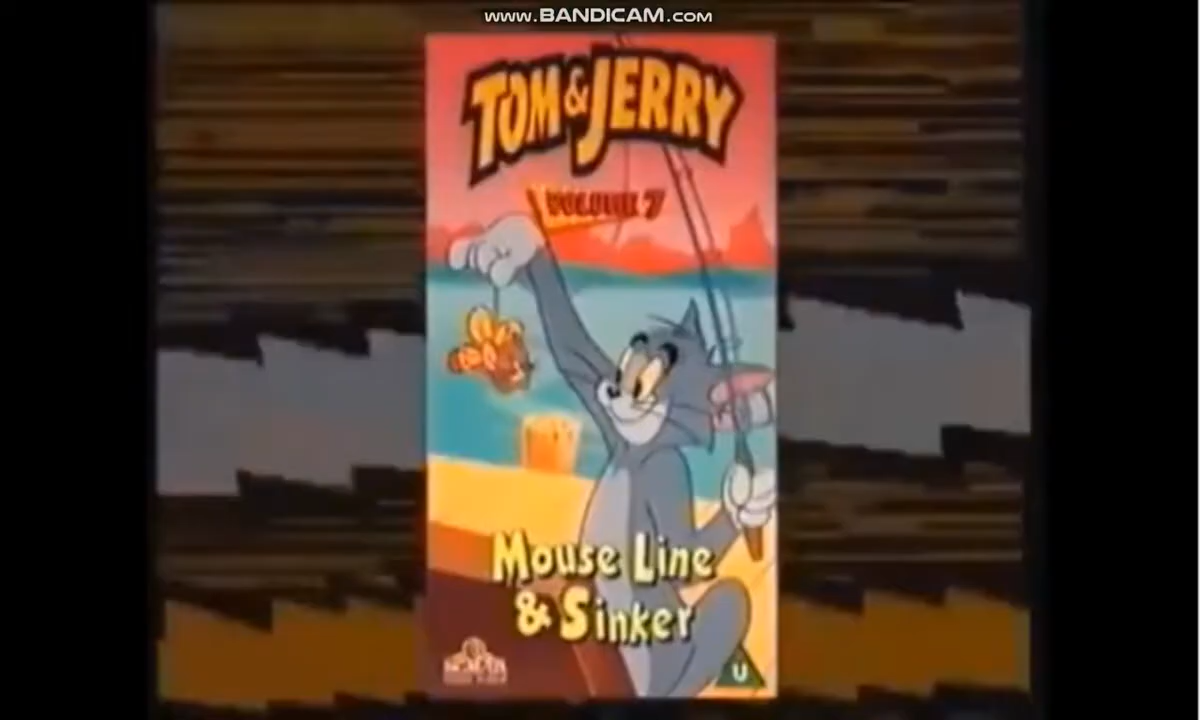 www.BANDICAM.com
TOM & JERRY
VOLUME 7
Mouse Line
& Sinker
U